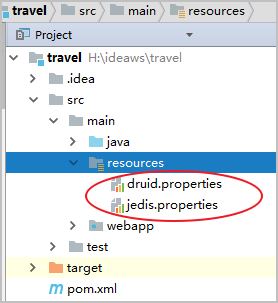 travel src main resources
Project
travel H:\ideaws\travel
.idea
src
main
java
resources
druid.properties
jedis.properties
webapp
test
target
pom.xml